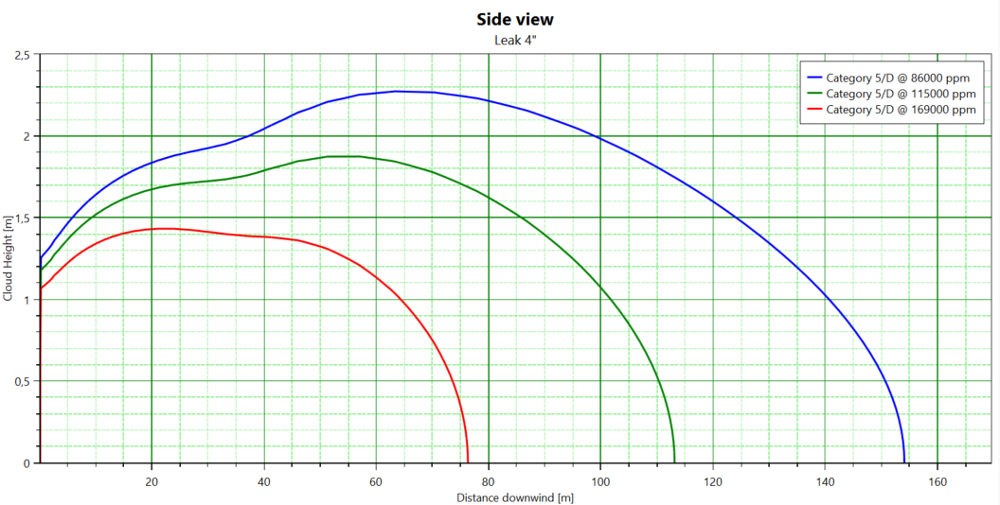 Side view
Leak 4"
Category 5/D @ 86000 ppm
Category 5/D @ 115000 ppm
Category 5/D @ 169000 ppm
Cloud Height [m]
2,5
2
1,5
1
0,5
0
20 40 60 80 100 120 140 160
Distance downwind [m]